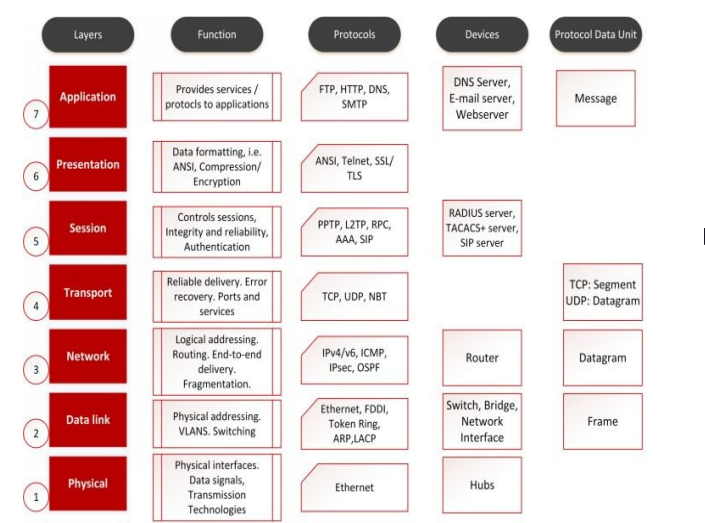 Layers
Function
Protocols
Devices
Protocol Data Unit
7
Application
Provides services /
protocls to applications
FTP, HTTP, DNS,
SMTP
DNS Server,
E-mail server,
Webserver
Message
6
Presentation
Data formatting, i.e.
ANSI, Compression/
Encryption
ANSI, Telnet, SSL/
TLS
5
Session
Controls sessions,
Integrity and reliability,
Authentication
PPTP, L2TP, RPC,
AAA, SIP
RADIUS server,
TACACS+ server,
SIP server
4
Transport
Reliable delivery. Error
recovery. Ports and
services
TCP, UDP, NBT
TCP: Segment
UDP: Datagram
3
Network
Logical addressing.
Routing. End-to-end
delivery.
Fragmentation.
IPv4/v6, ICMP,
IPsec, OSPF
Router
Datagram
2
Data link
Physical addressing.
VLANS. Switching
Ethernet, FDDI,
Token Ring,
ARP,LACP
Switch, Bridge,
Network
Interface
Frame
1
Physical
Physical interfaces.
Data signals,
Transmission
Technologies
Ethernet
Hubs